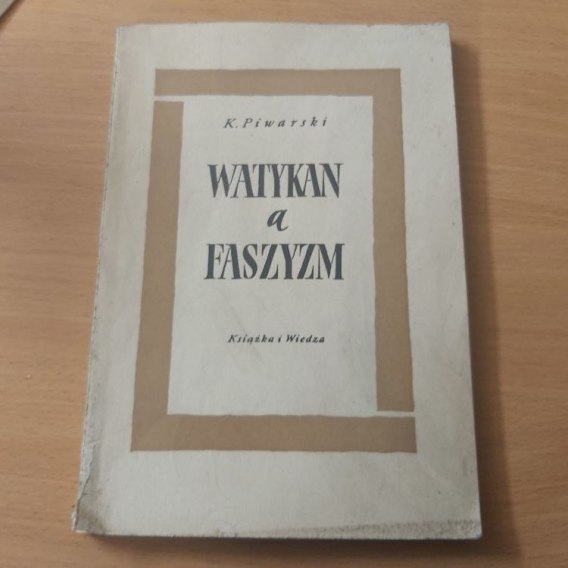 K. Piwarski
WATYKAN
a
FASZYZM
Książka i Wiedza